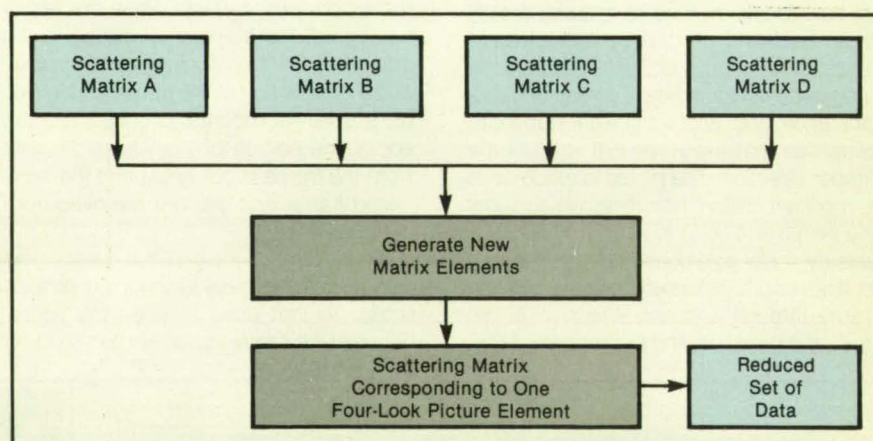 Scattering
Matrix A
Scattering
Matrix B
Scattering
Matrix C
Scattering
Matrix D
Generate New
Matrix Elements
Scattering Matrix
Corresponding to One
Four-Look Picture Element
Reduced
Set of
Data